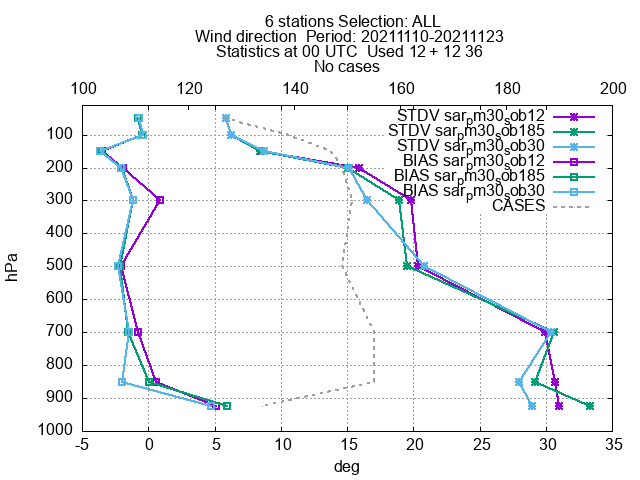 6 stations Selection: ALL
Wind direction  Period: 20211110-20211123
Statistics at 00 UTC  Used 12 + 12 36
No cases
100 120 140 160 180 200
STDV sarpm30sob12
STDV sarpm30sob185
STDV sarpm30sob30
BIAS sarpm30sob12
BIAS sarpm30sob185
BIAS sarpm30sob30
CASES
hPa
100
200
300
400
500
600
700
800
900
1000
-5 0 5 10 15 20 25 30 35
deg